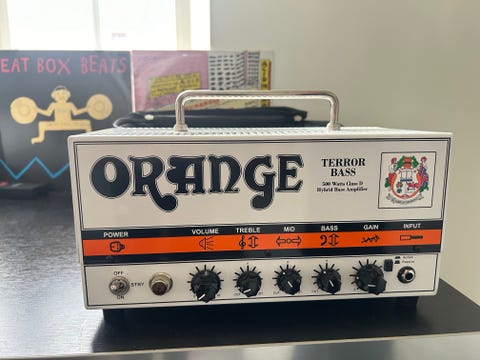 EAT BOX BEATS
ORANGE
TERROR
BASS
500 Watts Class D
Hybrid Bass Amplifier
POWER VOLUME TREBLE MID BASS GAIN INPUT
OFF
STBY
ON